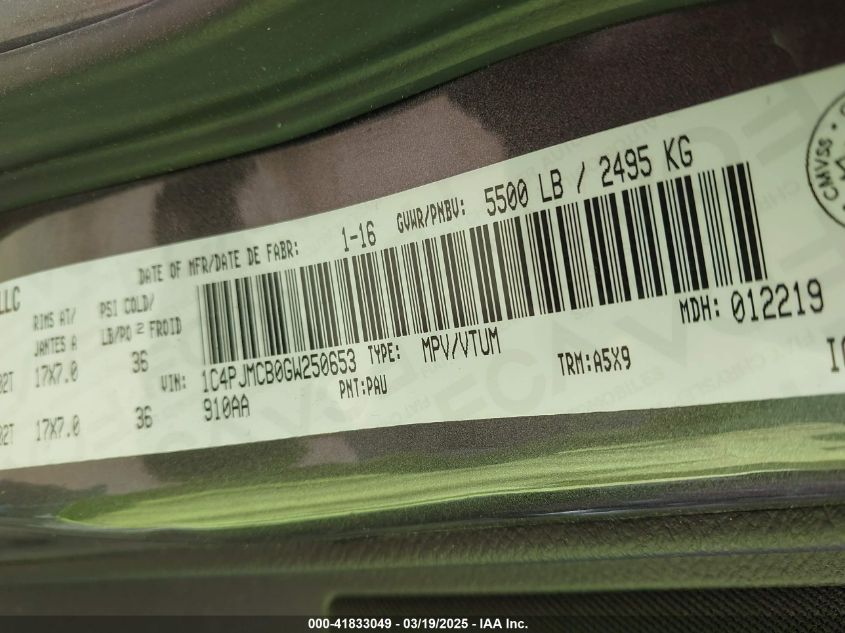 LLC
DATE OF MFR/DATE DE FABR: 1-16 GVWR/PNBV: 5500 LB / 2495 KG
RIMS AT/ PSI COLD/
JANTES A LB/PO² FROID
02T 17X7.0 36
VIN: 1C4PJMCB0GW250653 TYPE: MPV/VTUM MDH: 012219
02T 17X7.0 36 910AA PNT:PAU TRM:A5X9
CMVSS
000-41833049 - 03/19/2025 - IAA Inc.